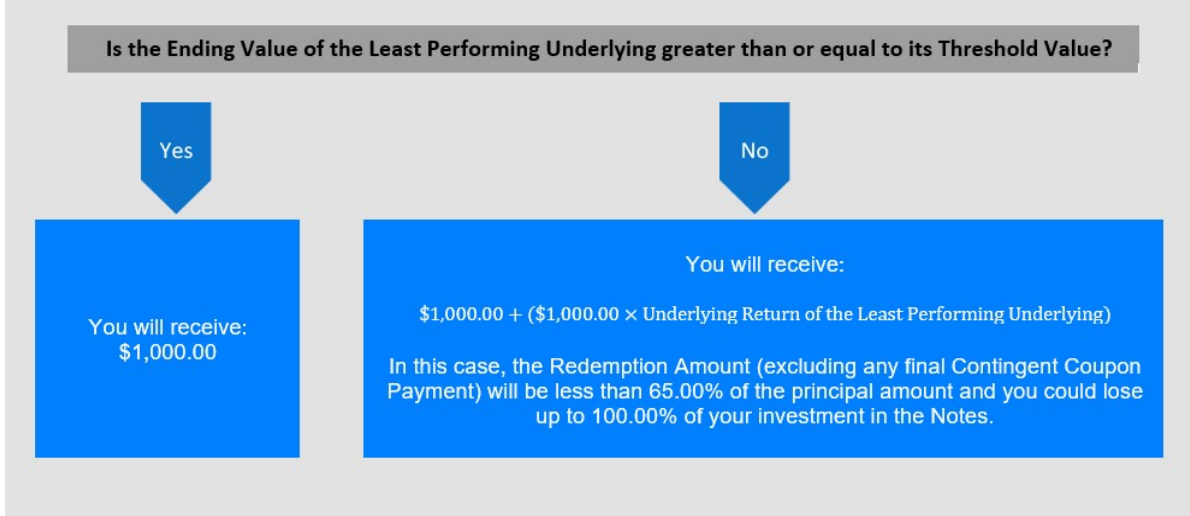 Is the Ending Value of the Least Performing Underlying greater than or equal to its Threshold Value?
Yes
No
You will receive:
$1,000.00
You will receive:
$1,000.00 + ($1,000.00 × Underlying Return of the Least Performing Underlying)
In this case, the Redemption Amount (excluding any final Contingent Coupon
Payment) will be less than 65.00% of the principal amount and you could lose
up to 100.00% of your investment in the Notes.